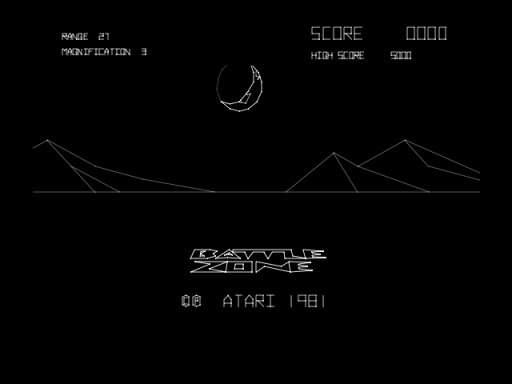 RANGE 27
MAGNIFICATION 3
SCORE 0000
HIGH SCORE 5000
BATTLE
ZONE
©℗ ATARI 1981